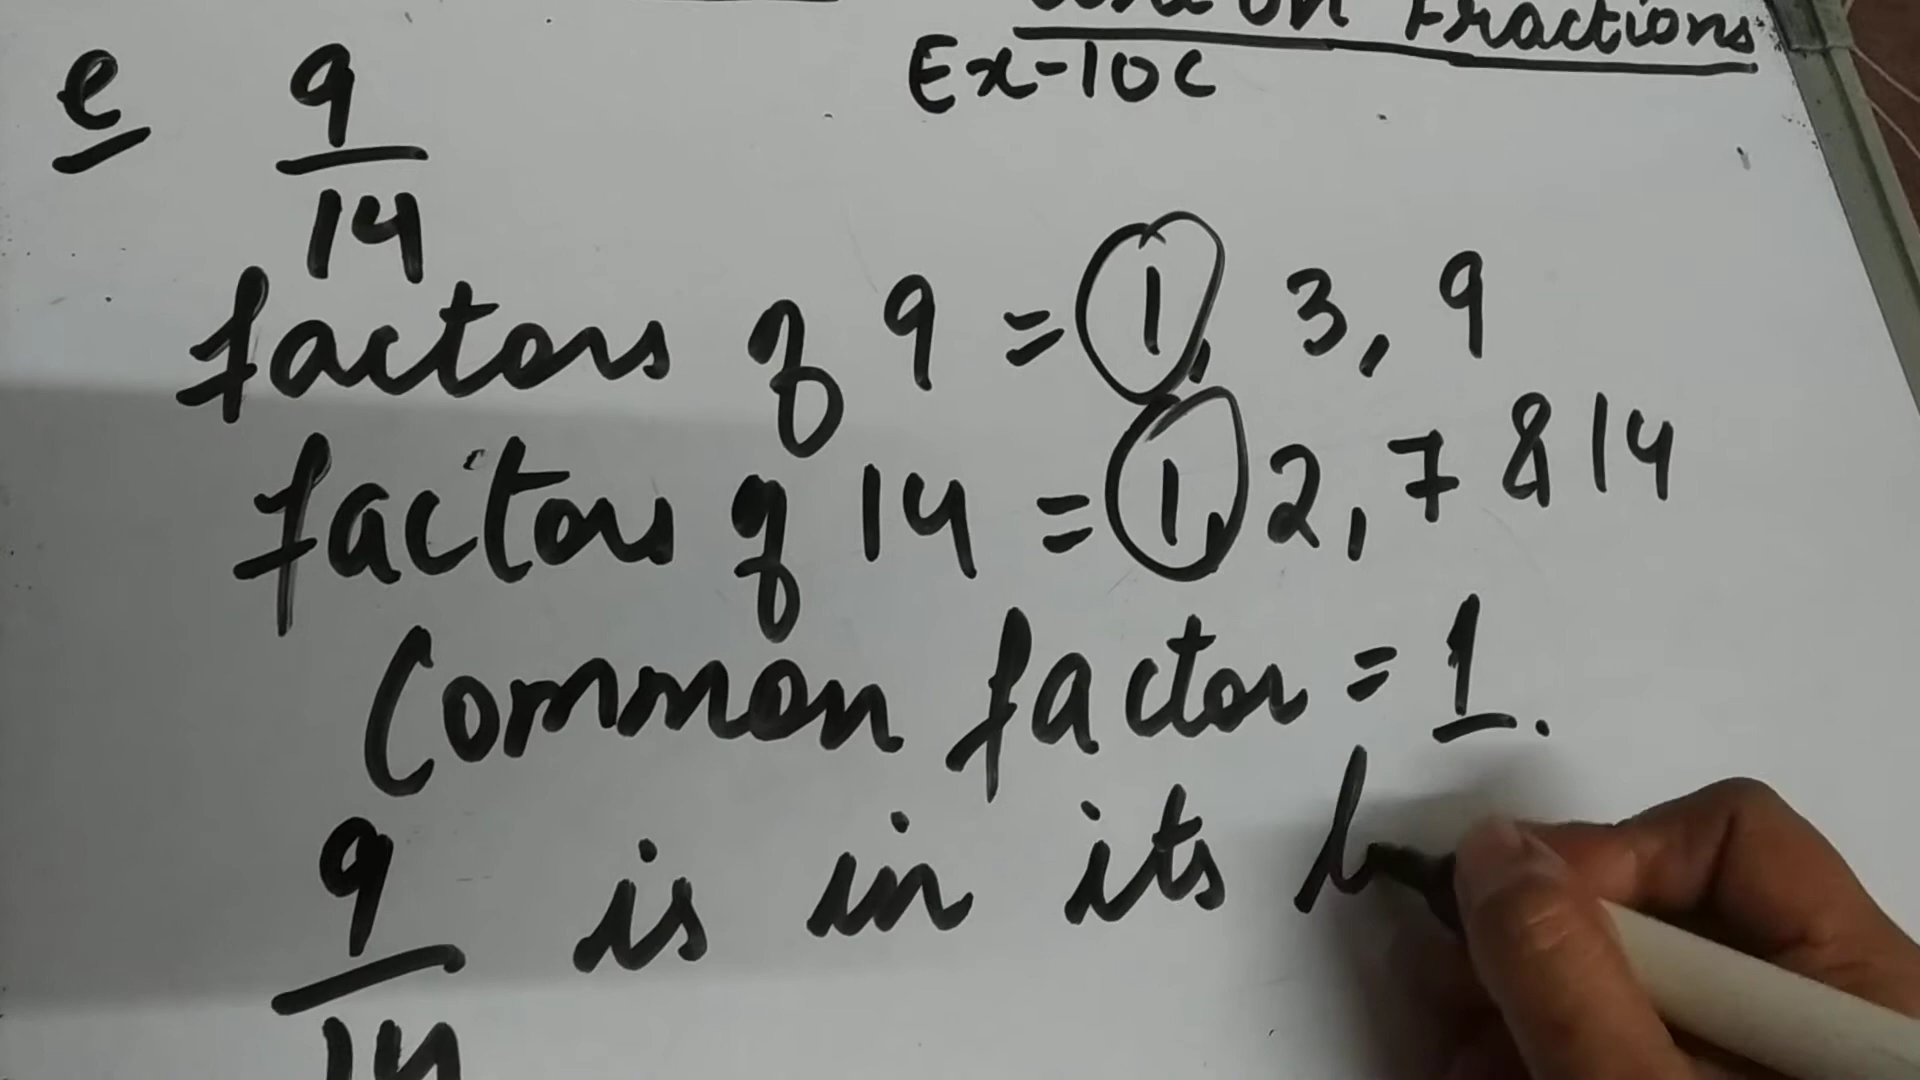 on Fractions
Ex-10C
e 9/14
factors of 9 = 1, 3, 9
factors of 14 = 1, 2, 7 & 14
Common factor = 1.
9/14 is in its